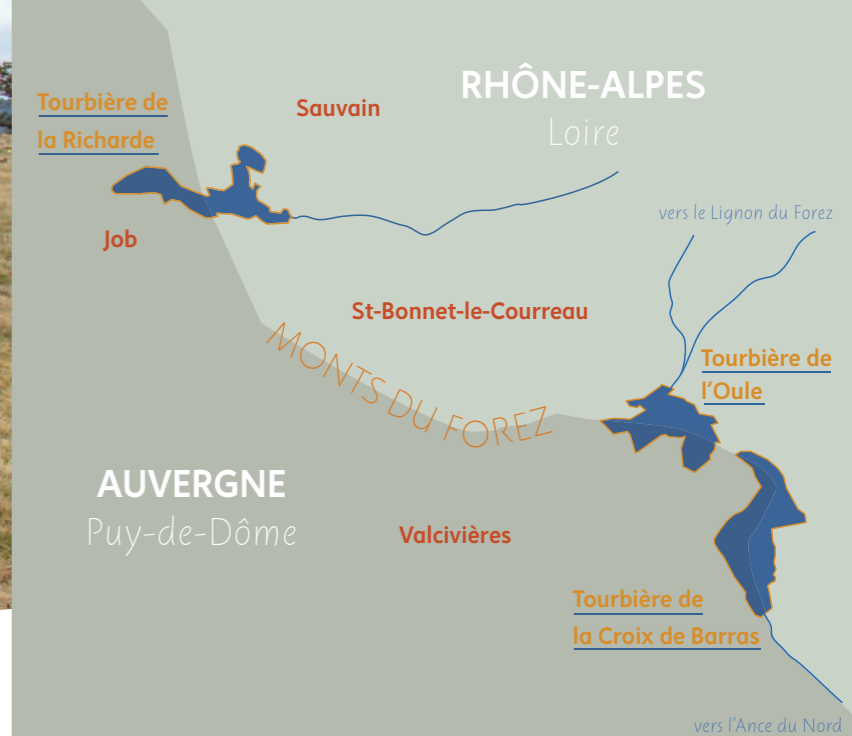 RHÔNE-ALPES
Loire
Tourbière de
la Richarde
Sauvain
Job
vers le Lignon du Forez
St-Bonnet-le-Courreau
MONTS DU FOREZ
Tourbière de
l'Oule
AUVERGNE
Puy-de-Dôme
Valcivières
Tourbière de
la Croix de Barras
vers l'Ance du Nord